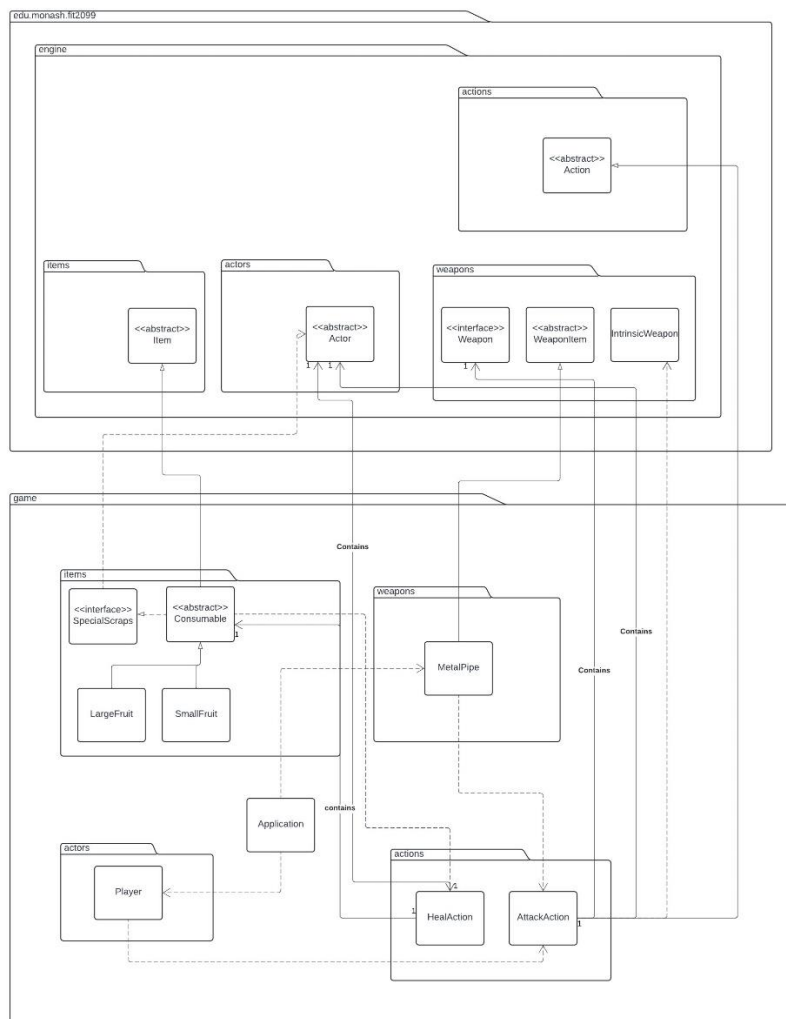 edu.monash.fit2099
engine
actions
<<abstract>>
Action
items
actors
weapons
<<abstract>>
Item
<<abstract>>
Actor
<<interface>>
Weapon
<<abstract>>
WeaponItem
IntrinsicWeapon
1
1
1
game
Contains
items
weapons
<<interface>>
SpecialScraps
<<abstract>>
Consumable
1
Contains
MetalPipe
Contains
LargeFruit
SmallFruit
contains
Application
actors
actions
Player
1
1
HealAction
AttackAction
1